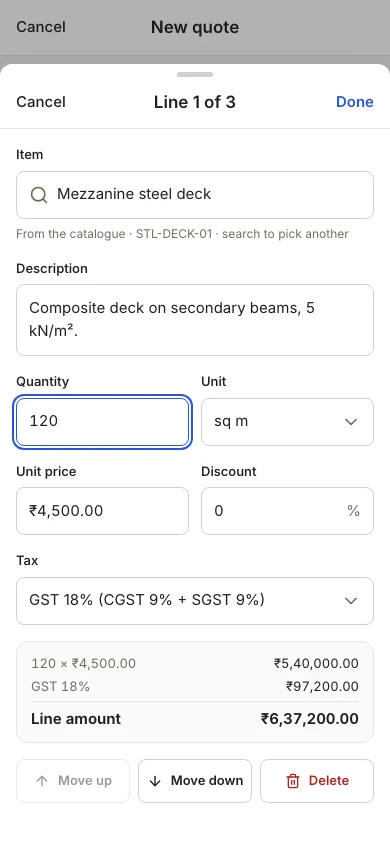 Cancel
New quote
Cancel
Line 1 of 3
Done
Item
Mezzanine steel deck
From the catalogue · STL-DECK-01 · search to pick another
Description
Composite deck on secondary beams, 5
kN/m².
Quantity
Unit
120
sq m
Unit price
Discount
₹4,500.00
0
%
Tax
GST 18% (CGST 9% + SGST 9%)
120 × ₹4,500.00
₹5,40,000.00
GST 18%
₹97,200.00
Line amount
₹6,37,200.00
Move up
Move down
Delete